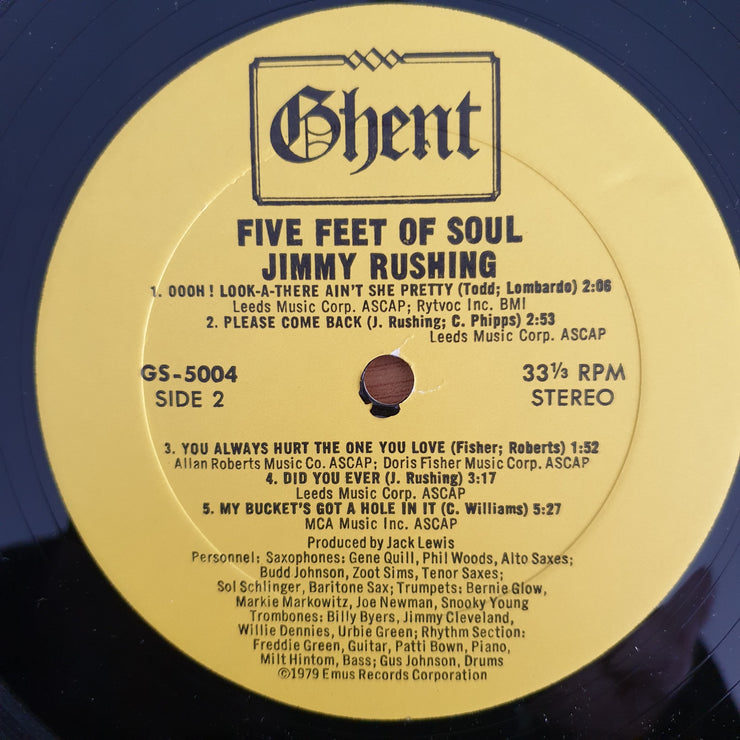 Ghent
FIVE FEET OF SOUL
JIMMY RUSHING
1. OOOH! LOOK-A-THERE AIN'T SHE PRETTY (Todd; Lombardo) 2:06
Leeds Music Corp. ASCAP; Rytvoc Inc. BMI
2. PLEASE COME BACK (J. Rushing; C. Phipps) 2:53
Leeds Music Corp. ASCAP
GS-5004
SIDE 2
33⅓ RPM
STEREO
3. YOU ALWAYS HURT THE ONE YOU LOVE (Fisher; Roberts) 1:52
Allan Roberts Music Co. ASCAP; Doris Fisher Music Corp. ASCAP
4. DID YOU EVER (J. Rushing) 3:17
Leeds Music Corp. ASCAP
5. MY BUCKET'S GOT A HOLE IN IT (C. Williams) 5:27
MCA Music Inc. ASCAP
Produced by Jack Lewis
Personnel; Saxophones: Gene Quill, Phil Woods, Alto Saxes;
Budd Johnson, Zoot Sims, Tenor Saxes;
Sol Schlinger, Baritone Sax; Trumpets: Bernie Glow,
Markie Markowitz, Joe Newman, Snooky Young
Trombones: Billy Byers, Jimmy Cleveland,
Willie Dennies, Urbie Green; Rhythm Section:
Freddie Green, Guitar, Patti Bown, Piano,
Milt Hintom, Bass; Gus Johnson, Drums
©1979 Emus Records Corporation